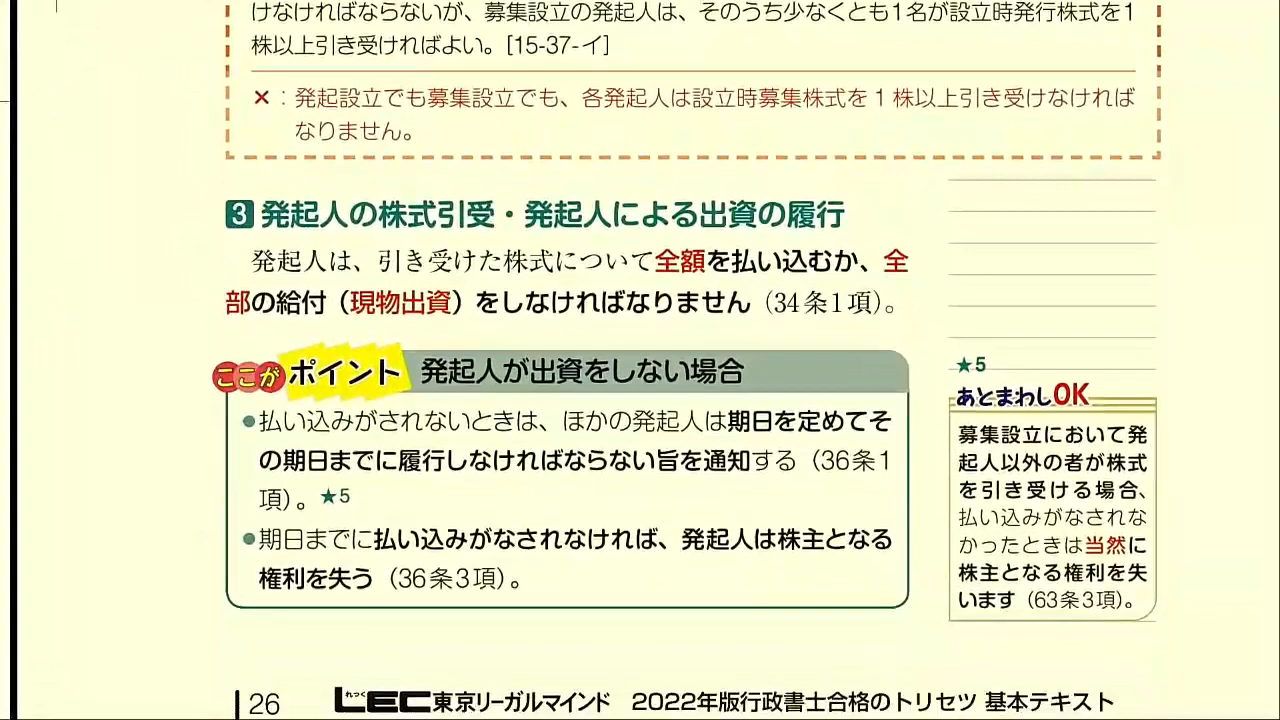 けなければならないが、募集設立の発起人は、そのうち少なくとも1名が設立時発行株式を1
株以上引き受ければよい。[15-37-イ]
×：発起設立でも募集設立でも、各発起人は設立時募集株式を1株以上引き受けなければ
なりません。
3 発起人の株式引受・発起人による出資の履行
発起人は、引き受けた株式について全額を払い込むか、全
部の給付（現物出資）をしなければなりません（34条1項）。
ここがポイント 発起人が出資をしない場合
●払い込みがされないときは、ほかの発起人は期日を定めてそ
の期日までに履行しなければならない旨を通知する（36条1
項）。★5
●期日までに払い込みがなされなければ、発起人は株主となる
権利を失う（36条3項）。
★5
あとまわしOK
募集設立において発
起人以外の者が株式
を引き受ける場合、
払い込みがなされな
かったときは当然に
株主となる権利を失
います（63条3項）。
26 れっく LEC東京リーガルマインド 2022年版行政書士合格のトリセツ 基本テキスト